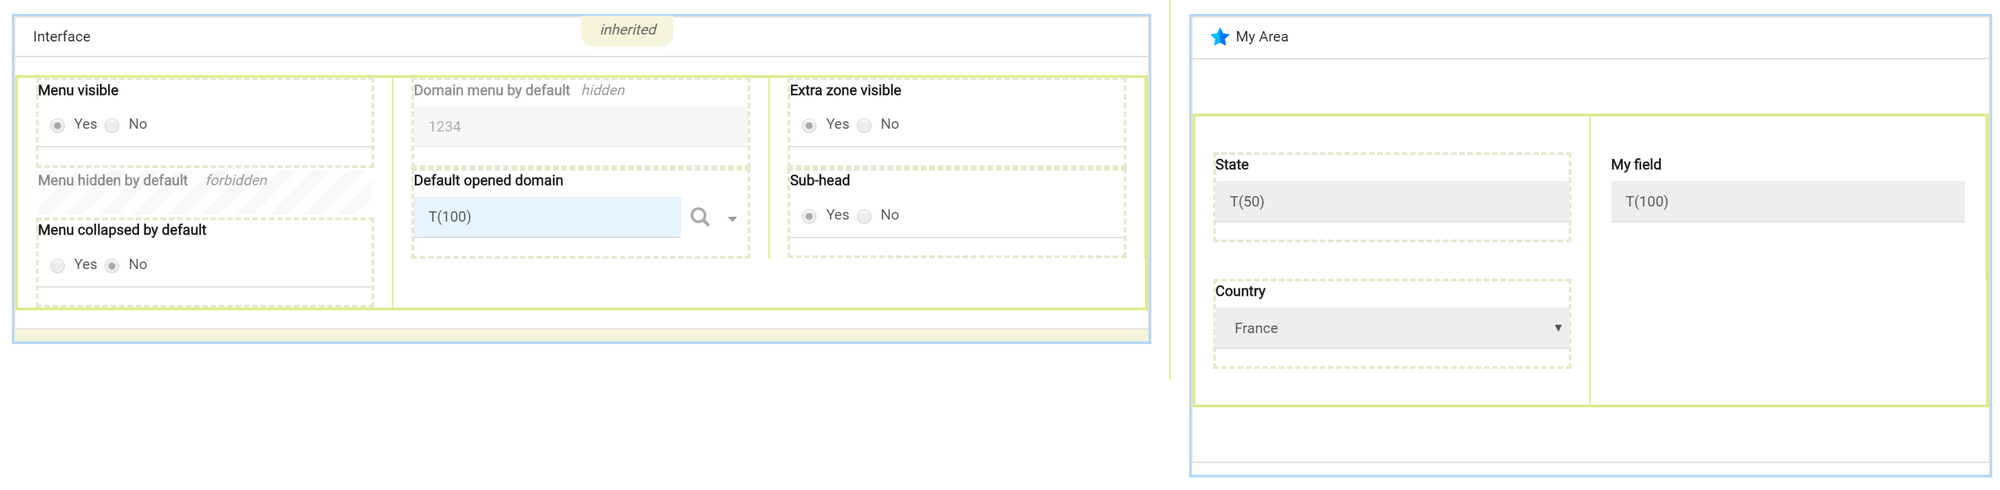 Interface
inherited
Menu visible
Yes No
Menu hidden by default forbidden
Menu collapsed by default
Yes No
Domain menu by default hidden
1234
Default opened domain
T(100)
Extra zone visible
Yes No
Sub-head
Yes No
My Area
State
T(50)
Country
France
My field
T(100)